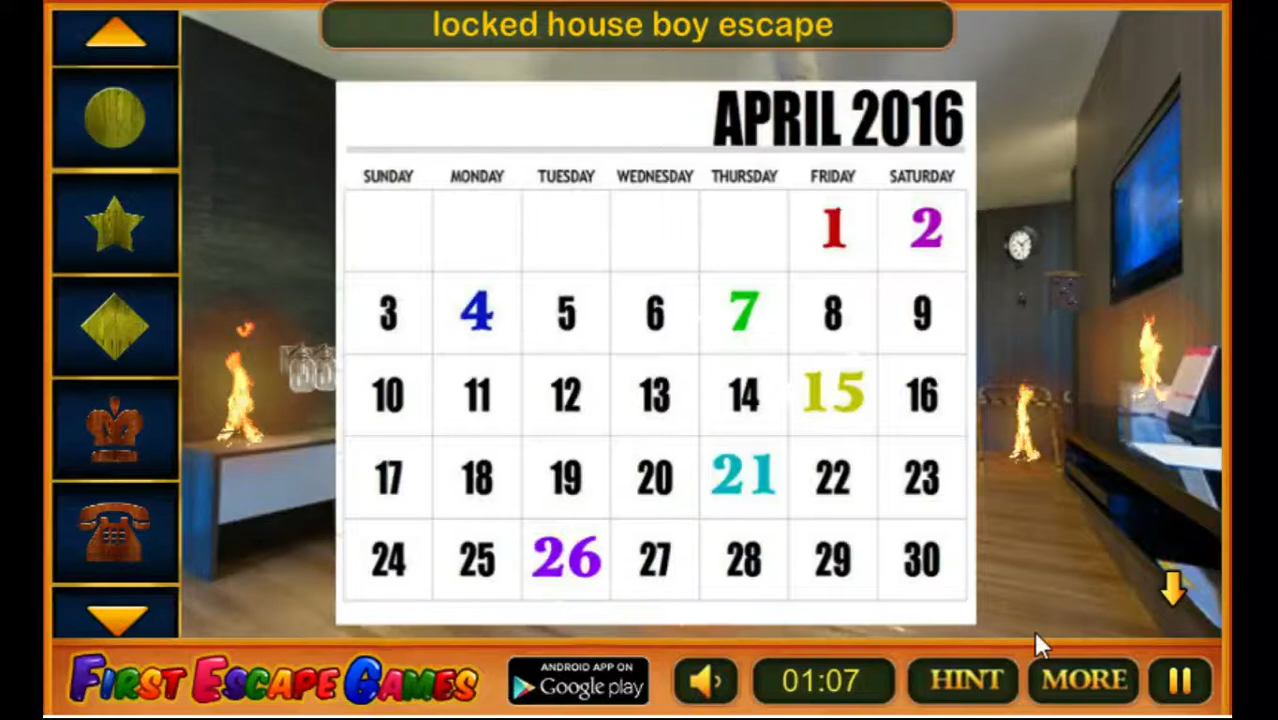 locked house boy escape
APRIL 2016
SUNDAY MONDAY TUESDAY WEDNESDAY THURSDAY FRIDAY SATURDAY
1 2
3 4 5 6 7 8 9
10 11 12 13 14 15 16
17 18 19 20 21 22 23
24 25 26 27 28 29 30
FIRST ESCAPE GAMES
ANDROID APP ON
Google play
01:07
HINT
MORE